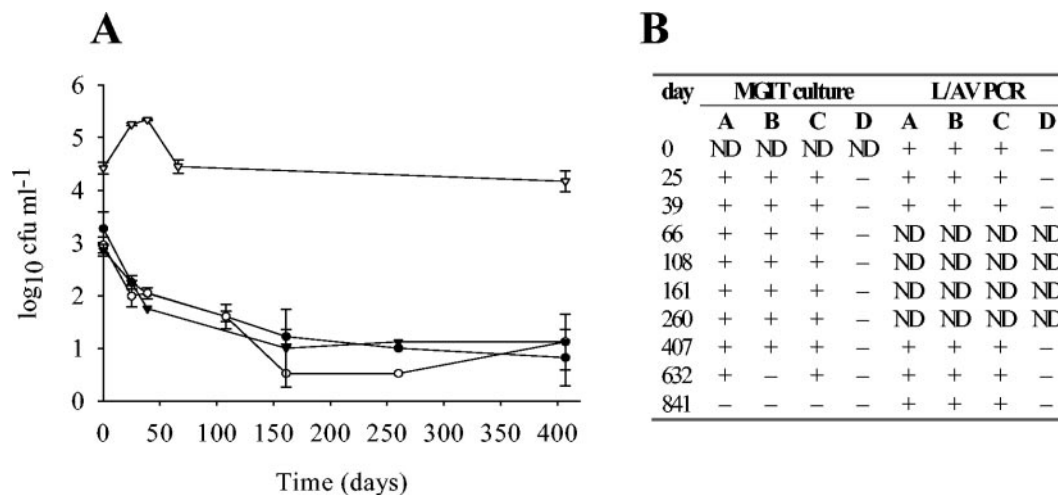 A
6
5
4
3
2
1
0
log10 cfu ml-1
0 50 100 150 200 250 300 350 400
Time (days)
B
day MGIT culture L/AV PCR
A B C D A B C D
0 ND ND ND ND + + + –
25 + + + – + + + –
39 + + + – + + + –
66 + + + – ND ND ND ND
108 + + + – ND ND ND ND
161 + + + – ND ND ND ND
260 + + + – ND ND ND ND
407 + + + – + + + –
632 + – + – + + + –
841 – – – – + + + –